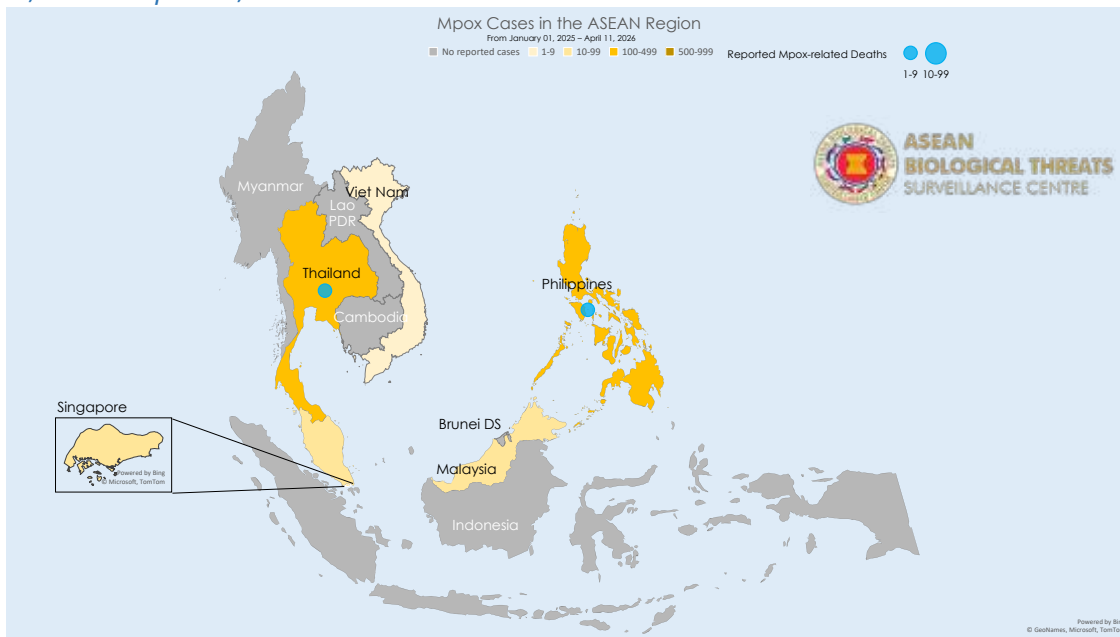 Mpox Cases in the ASEAN Region
From January 01, 2025 – April 11, 2026
No reported cases 1-9 10-99 100-499 500-999
Reported Mpox-related Deaths
1-9 10-99
ASEAN
BIOLOGICAL THREATS
SURVEILLANCE CENTRE
Myanmar
Viet Nam
Lao
PDR
Thailand
Philippines
Cambodia
Singapore
Powered by Bing
© Microsoft, TomTom
Brunei DS
Malaysia
Indonesia
Powered by Bing
© GeoNames, Microsoft, TomTom